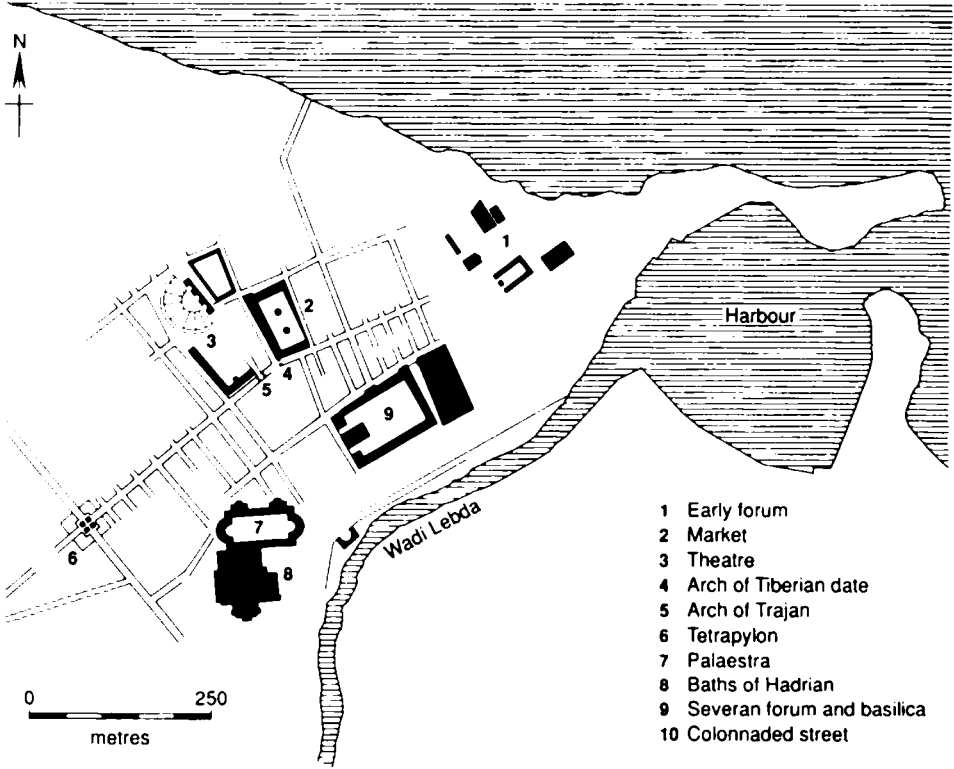 N
1
2
3
4
5
9
Harbour
6
7
8
Wadi Lebda
0 250
metres
1 Early forum
2 Market
3 Theatre
4 Arch of Tiberian date
5 Arch of Trajan
6 Tetrapylon
7 Palaestra
8 Baths of Hadrian
9 Severan forum and basilica
10 Colonnaded street